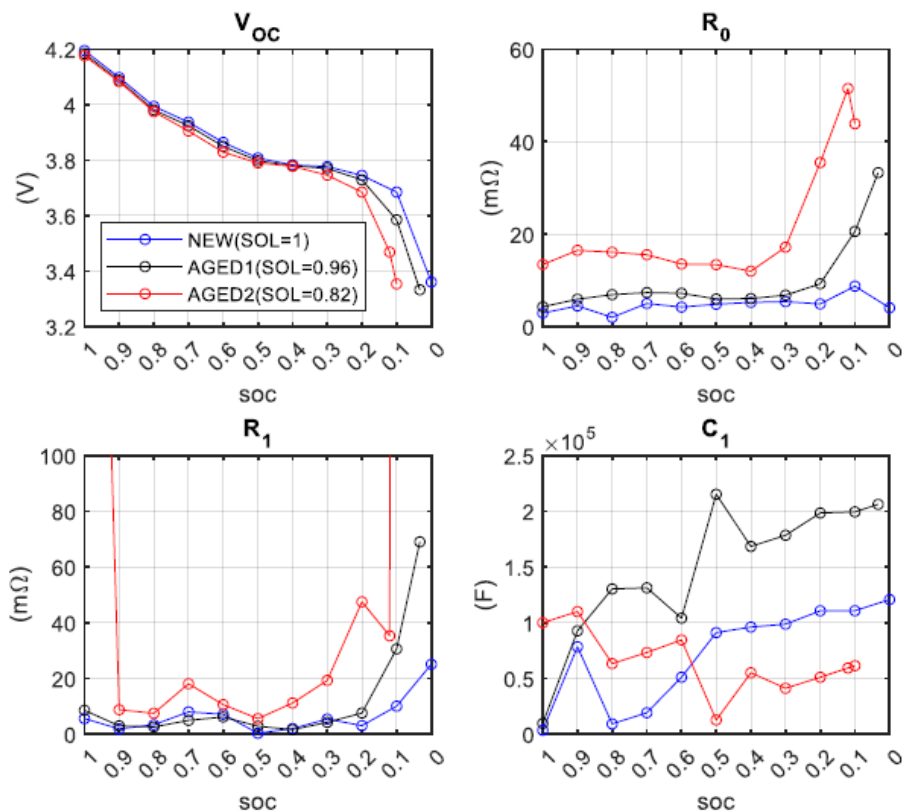 V_OC
4.2
4
3.8
3.6
3.4
3.2
(V)
NEW(SOL=1)
AGED1(SOL=0.96)
AGED2(SOL=0.82)
1 0.9 0.8 0.7 0.6 0.5 0.4 0.3 0.2 0.1 0
SOC
R_0
60
40
20
0
(mΩ)
1 0.9 0.8 0.7 0.6 0.5 0.4 0.3 0.2 0.1 0
SOC
R_1
100
80
60
40
20
0
(mΩ)
1 0.9 0.8 0.7 0.6 0.5 0.4 0.3 0.2 0.1 0
SOC
C_1
×10^5
2.5
2
1.5
1
0.5
0
(F)
1 0.9 0.8 0.7 0.6 0.5 0.4 0.3 0.2 0.1 0
SOC